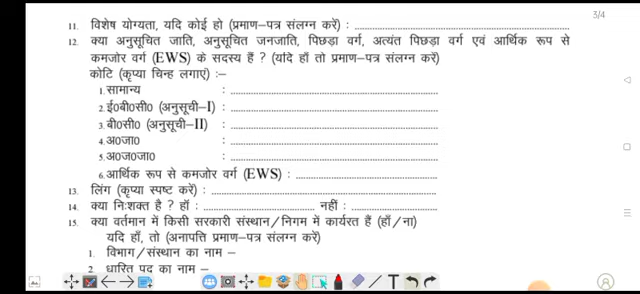 3/4
11. विशेष योग्यता, यदि कोई हो (प्रमाण–पत्र संलग्न करें) : ............................
12. क्या अनुसूचित जाति, अनुसूचित जनजाति, पिछड़ा वर्ग, अत्यंत पिछड़ा वर्ग एवं आर्थिक रूप से
कमजोर वर्ग (EWS) के सदस्य हैं ? (यदि हाँ तो प्रमाण–पत्र संलग्न करें)
कोटि (कृप्या चिन्ह लगाएं) :–
1. सामान्य : ............................
2. ई0बी0सी0 (अनुसूची–I) : ............................
3. बी0सी0 (अनुसूची–II) : ............................
4. अ0जा0 : ............................
5. अ0ज0जा0 : ............................
6. आर्थिक रूप से कमजोर वर्ग (EWS) : ............................
13. लिंग (कृप्या स्पष्ट करें) : ............................
14. क्या निःशक्त है ? हाँ : ............................ नहीं : ............................
15. क्या वर्तमान में किसी सरकारी संस्थान/निगम में कार्यरत हैं (हाँ/ना)
यदि हाँ, तो (अनापत्ति प्रमाण–पत्र संलग्न करें)
1. विभाग/संस्थान का नाम –
2. धारित पद का नाम –